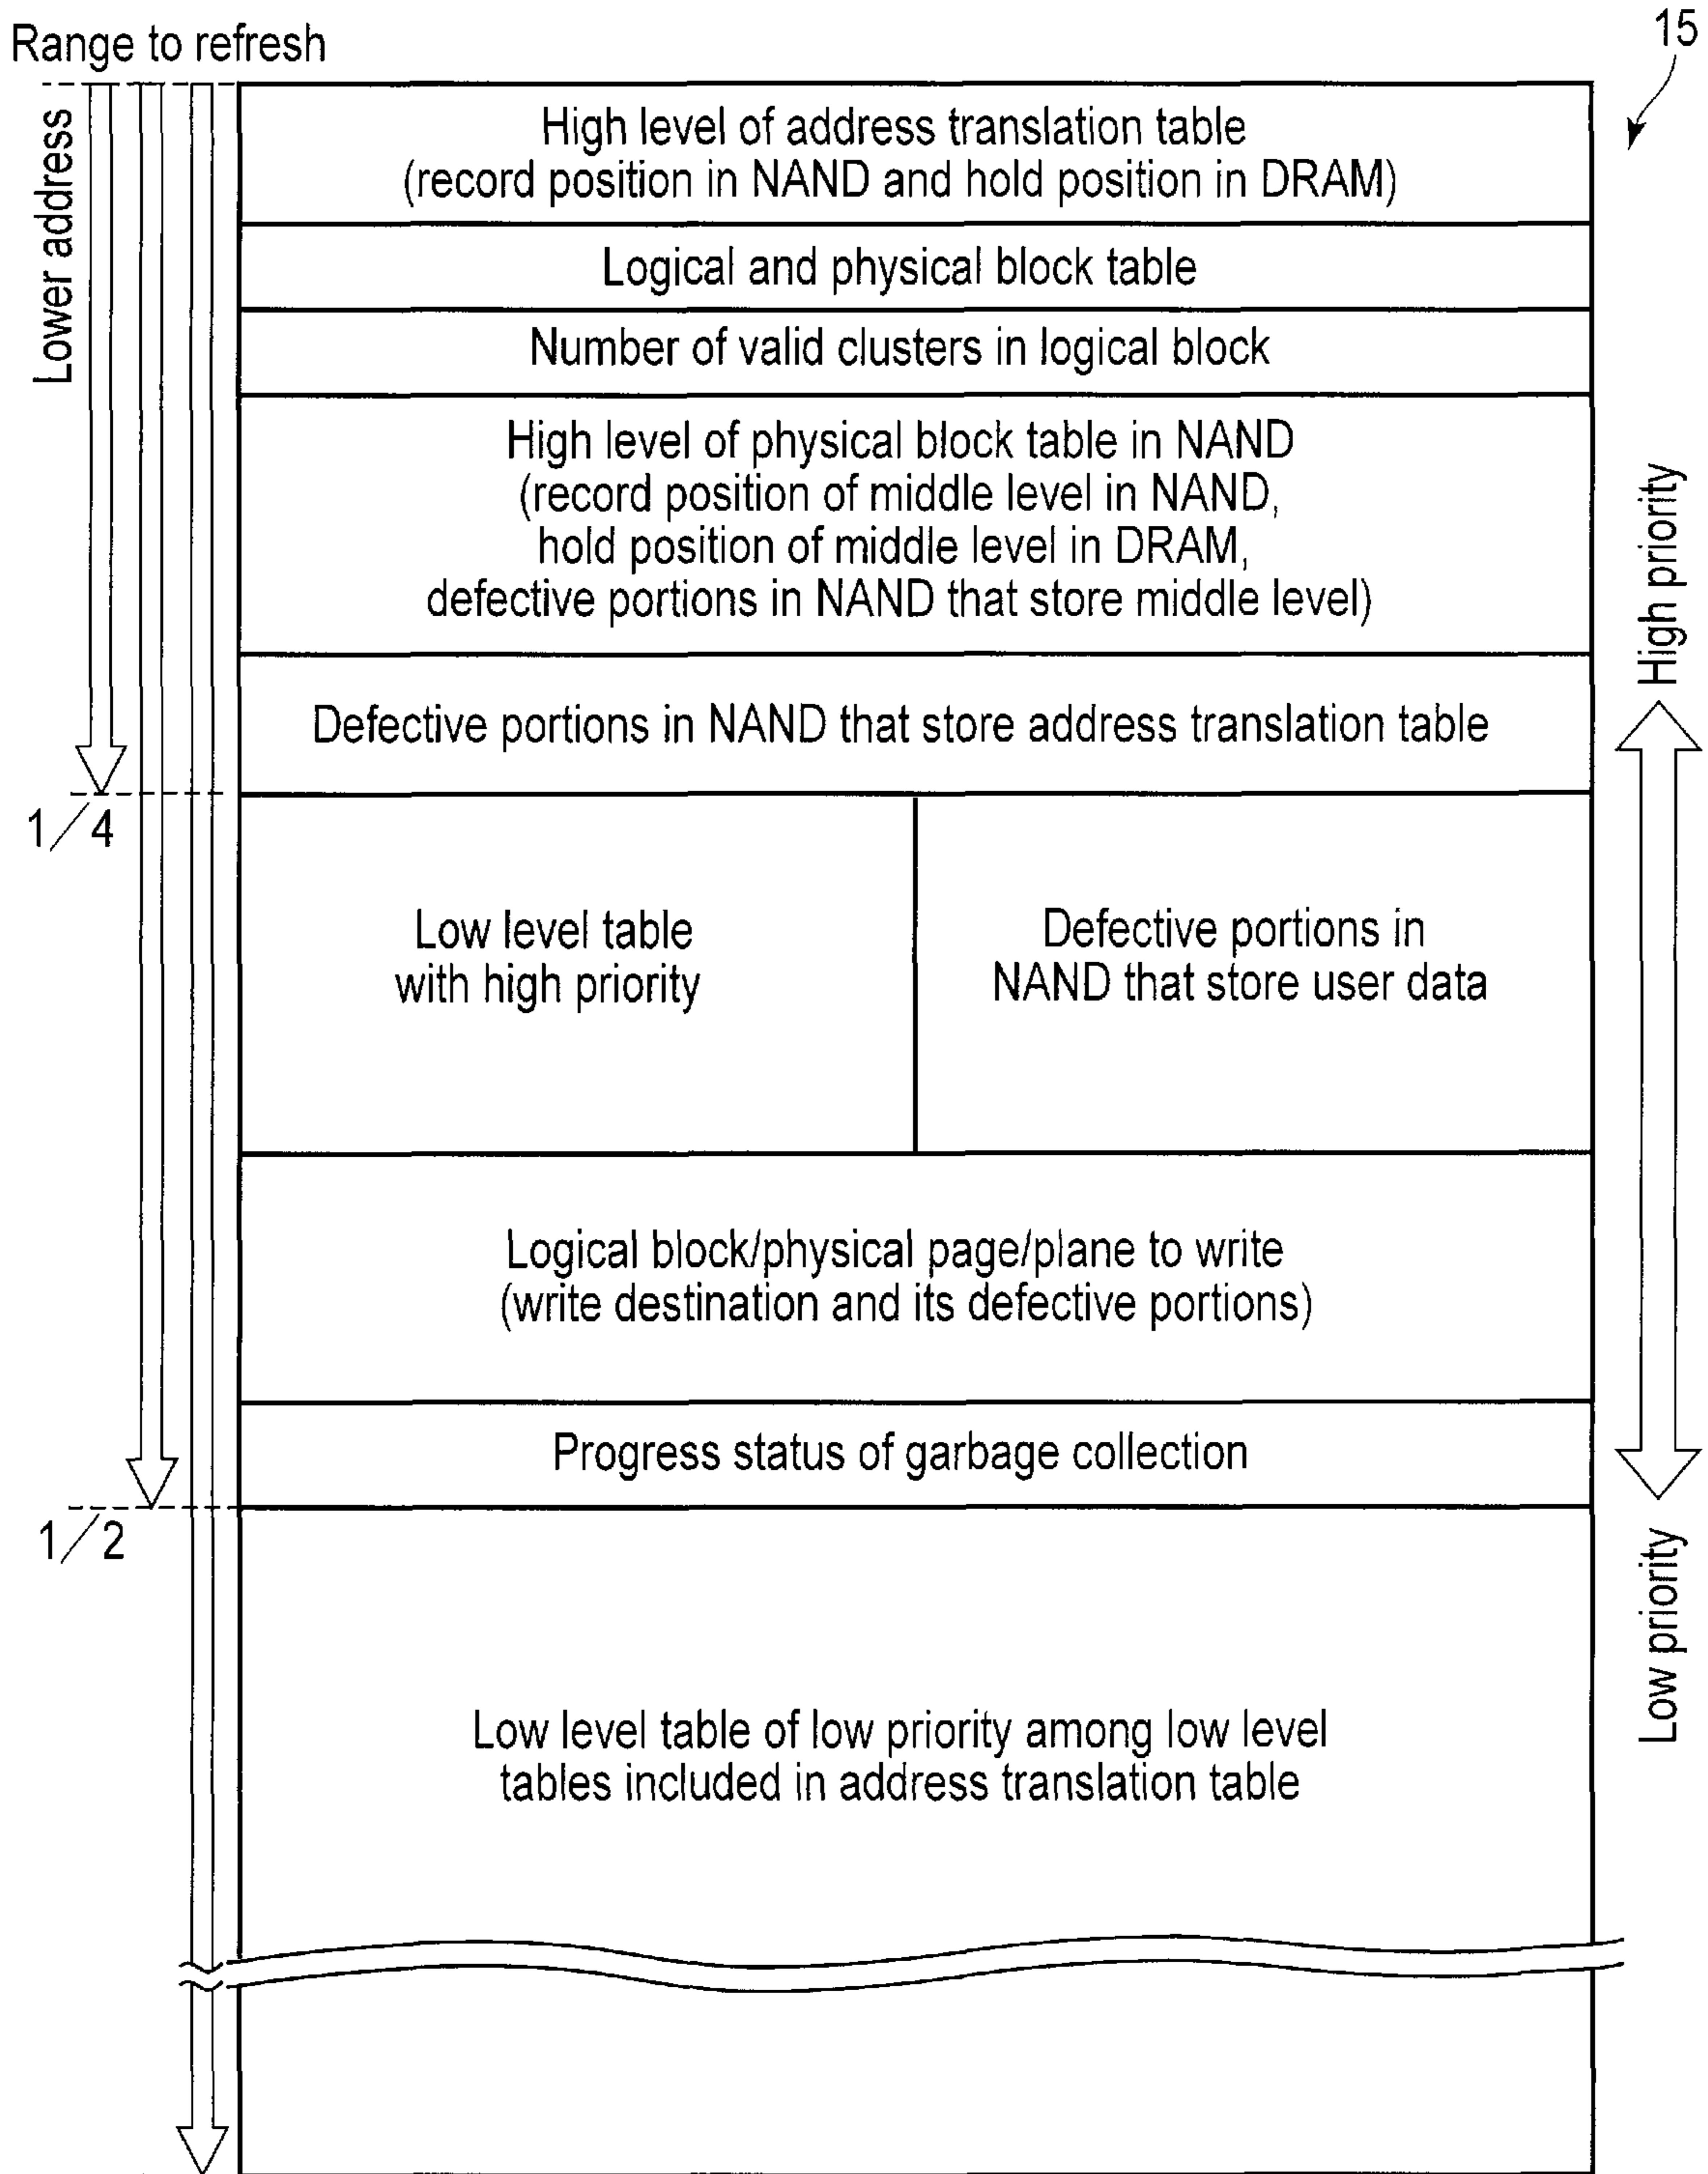 Range to refresh
15
Lower address
High level of address translation table
(record position in NAND and hold position in DRAM)
Logical and physical block table
Number of valid clusters in logical block
High level of physical block table in NAND
(record position of middle level in NAND,
hold position of middle level in DRAM,
defective portions in NAND that store middle level)
High priority
Defective portions in NAND that store address translation table
1/4
Low level table
with high priority
Defective portions in
NAND that store user data
Logical block/physical page/plane to write
(write destination and its defective portions)
Progress status of garbage collection
1/2
Low priority
Low level table of low priority among low level
tables included in address translation table